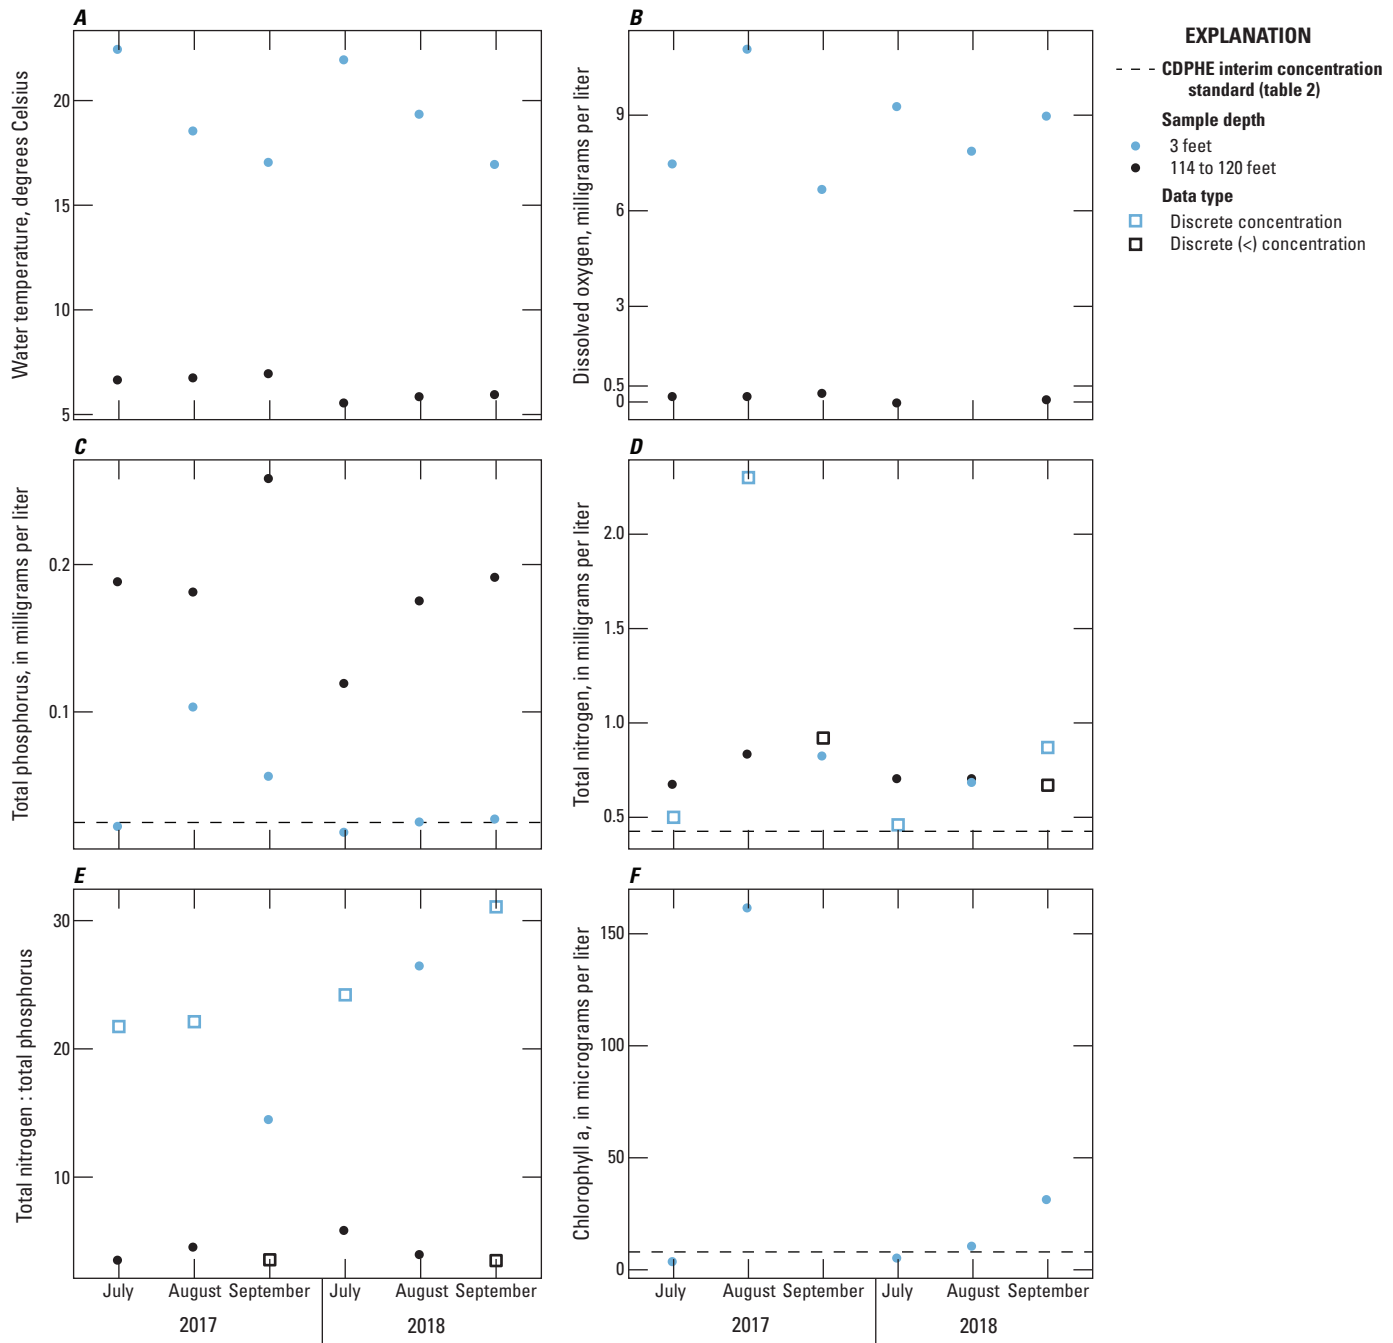 A
Water temperature, degrees Celsius
20
15
10
5
B
Dissolved oxygen, milligrams per liter
9
6
3
0.5
0
EXPLANATION
CDPHE interim concentration
standard (table 2)
Sample depth
3 feet
114 to 120 feet
Data type
Discrete concentration
Discrete (<) concentration
C
Total phosphorus, in milligrams per liter
0.2
0.1
D
Total nitrogen, in milligrams per liter
2.0
1.5
1.0
0.5
E
Total nitrogen : total phosphorus
30
20
10
July August September July August September
2017 2018
F
Chlorophyll a, in micrograms per liter
150
100
50
0
July August September July August September
2017 2018